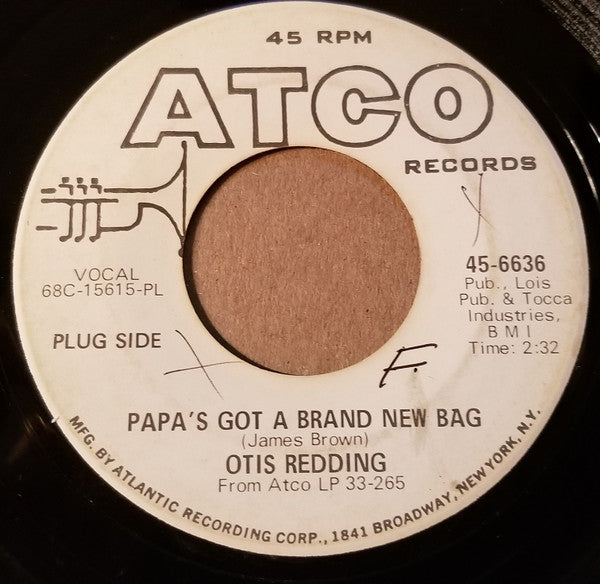 45 RPM
ATCO
RECORDS
VOCAL
68C-15615-PL
PLUG SIDE
45-6636
Pub., Lois
Pub. & Tocca
Industries,
B M I
Time: 2:32
X
X
F.
PAPA'S GOT A BRAND NEW BAG
(James Brown)
OTIS REDDING
From Atco LP 33-265
MFG. BY ATLANTIC RECORDING CORP., 1841 BROADWAY, NEW YORK, N.Y.